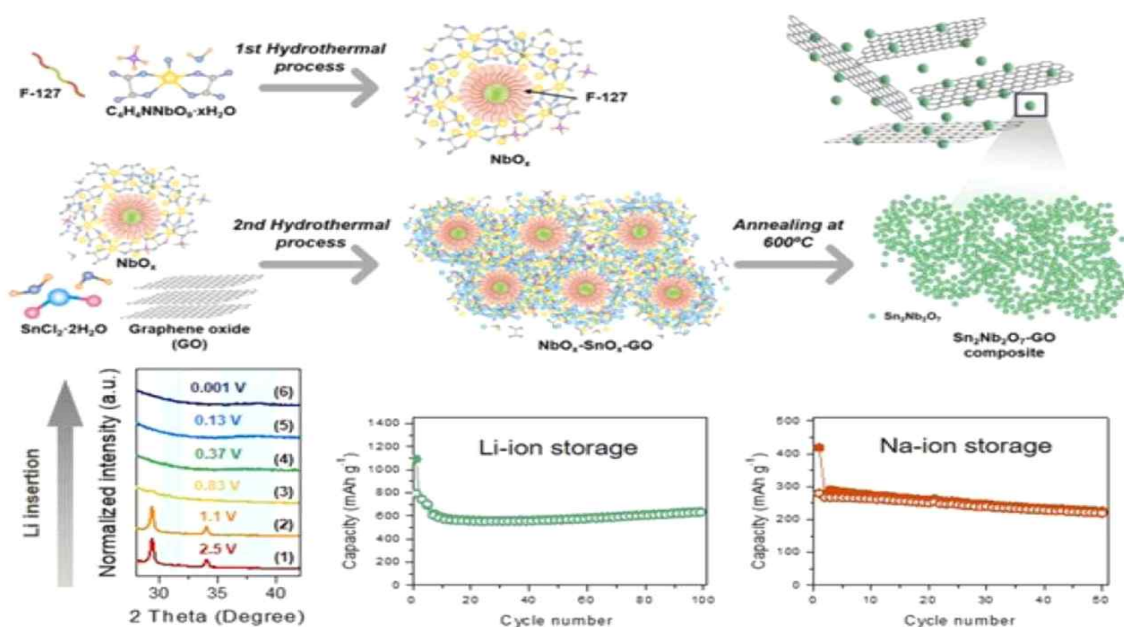 1st Hydrothermal
process
F-127
C₄H₄NNbO₉·xH₂O
F-127
NbOₓ
2nd Hydrothermal
process
Annealing at
600ºC
NbOₓ
SnCl₂·2H₂O
Graphene oxide
(GO)
NbOₓ-SnOₓ-GO
Sn₂Nb₂O₇
Sn₂Nb₂O₇-GO
composite
Li insertion
Normalized intensity (a.u.)
0.001 V (6)
0.13 V (5)
0.37 V (4)
0.83 V (3)
1.1 V (2)
2.5 V (1)
30 35 40
2 Theta (Degree)
Li-ion storage
Capacity (mAh g⁻¹)
1400
1200
1000
800
600
400
200
0
0 20 40 60 80 100
Cycle number
Na-ion storage
Capacity (mAh g⁻¹)
500
400
300
200
100
0
0 10 20 30 40 50
Cycle number